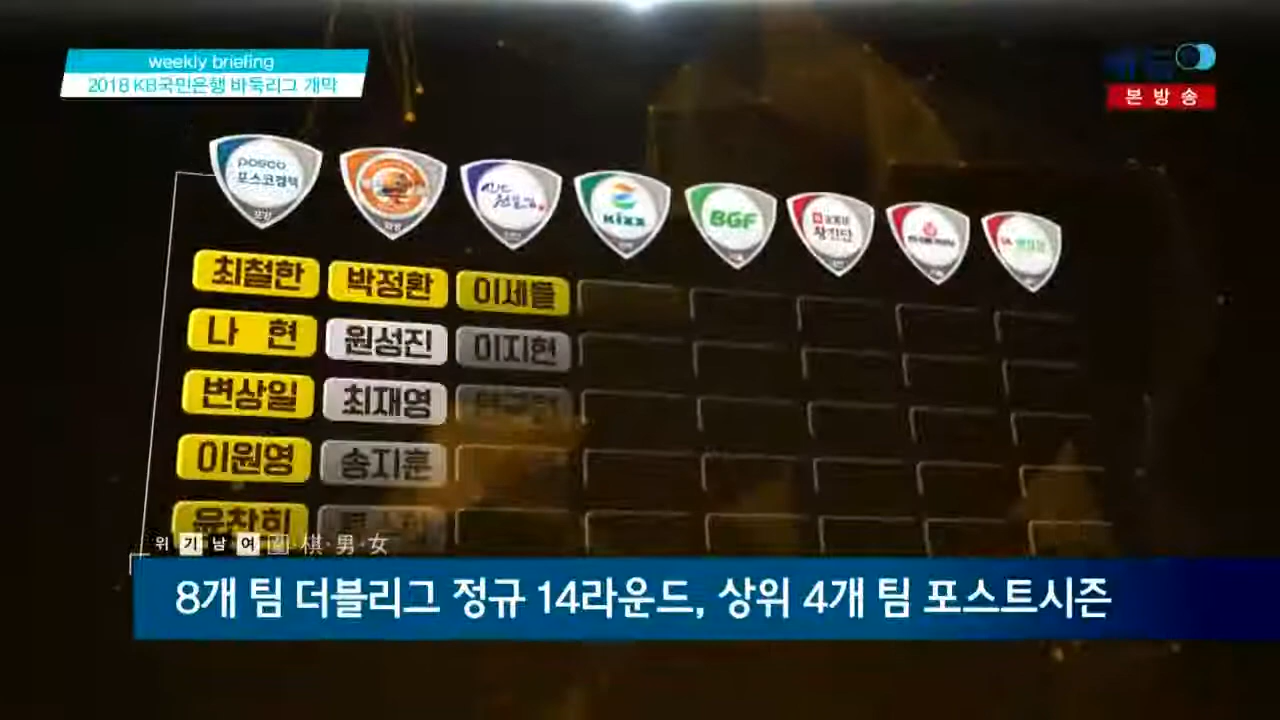 weekly briefing
2018 KB국민은행 바둑리그 개막
본방송
posco
포스코켐텍
Kixx
BGF
최철한 박정환 이세돌
나 현 원성진 이지현
변상일 최재영
이원영 송지훈
윤찬희
위기남여 위·棋·男·女
8개 팀 더블리그 정규 14라운드, 상위 4개 팀 포스트시즌